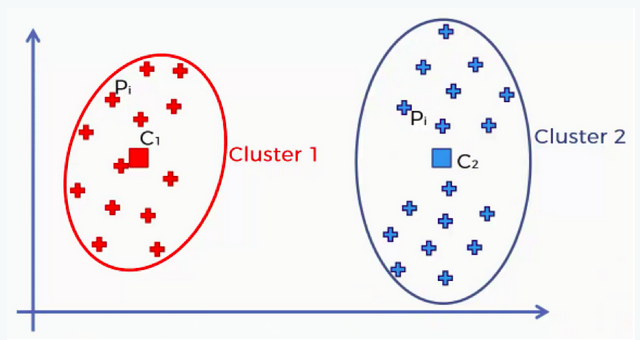 Pᵢ
C₁
Cluster 1
Pᵢ
C₂
Cluster 2